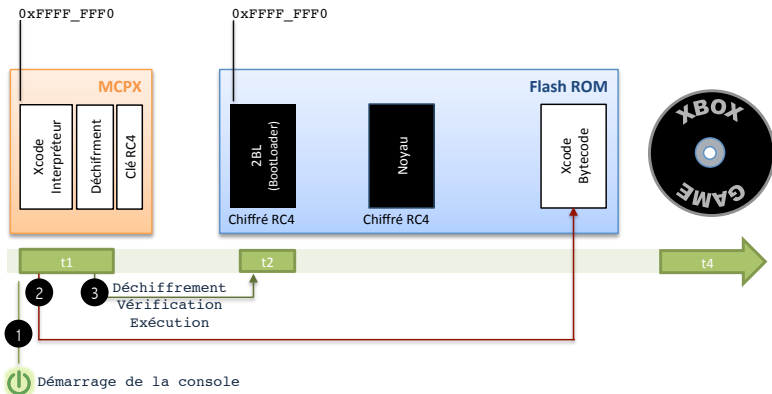 0xFFFF_FFF0
0xFFFF_FFF0
MCPX
Flash ROM
Xcode
Interpréteur
Déchifrment
Clé RC4
2BL
(BootLoader)
Noyau
Xcode
Bytecode
XBOX
GAME
Chiffré RC4
Chiffré RC4
t1
t2
t4
2
3
Déchiffrement
Vérification
Exécution
1
Démarrage de la console